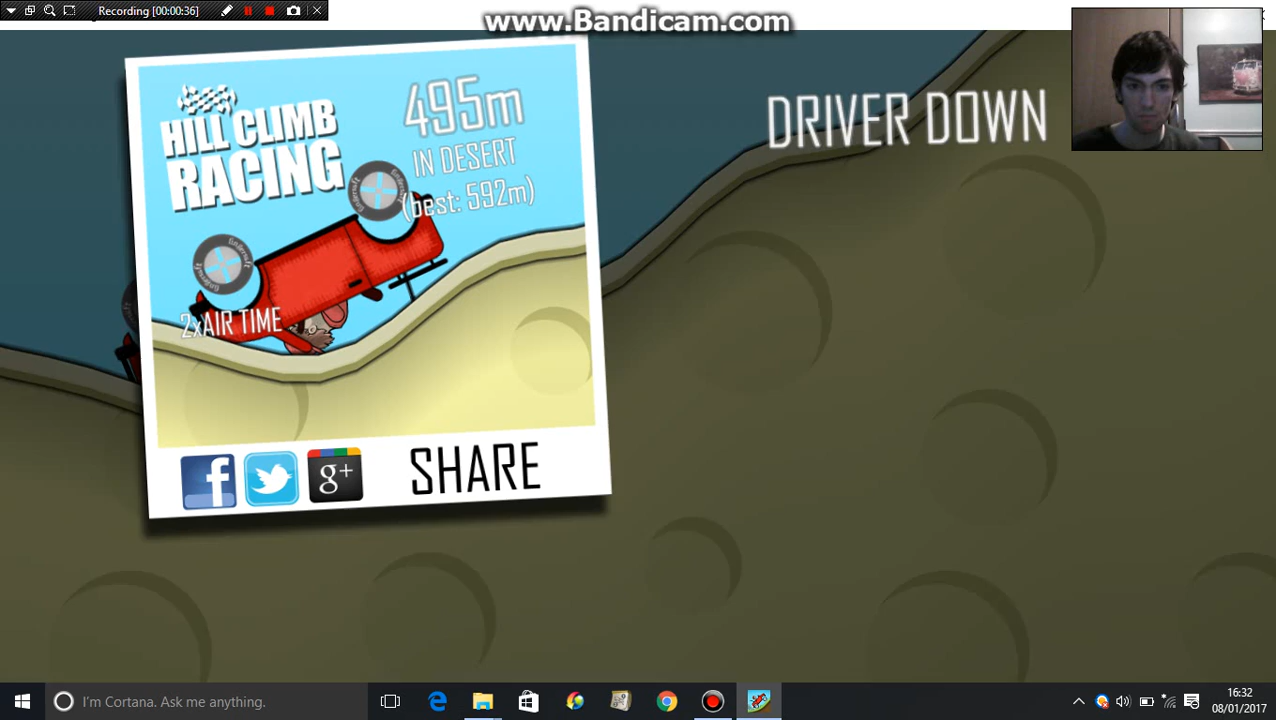 Recording [00:00:36]
www.Bandicam.com
HILL CLIMB
RACING
495m
IN DESERT
(best: 592m)
2xAIR TIME
DRIVER DOWN
f
g+
SHARE
I'm Cortana. Ask me anything.
16:32
08/01/2017